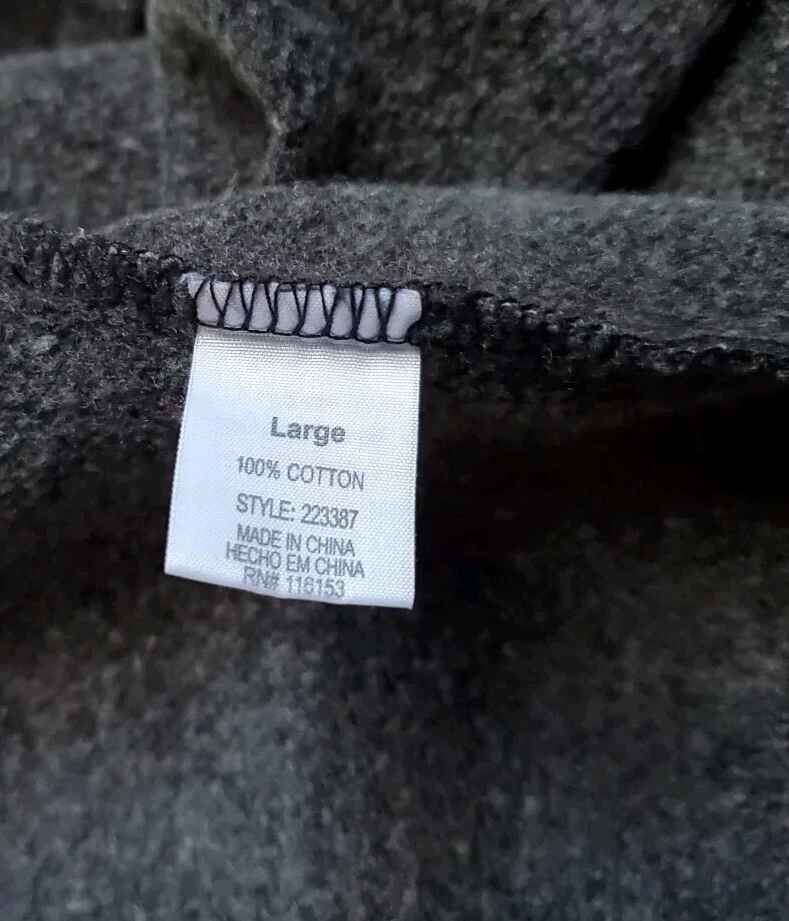 Large
100% COTTON
STYLE: 223387
MADE IN CHINA
HECHO EM CHINA
RN# 116153